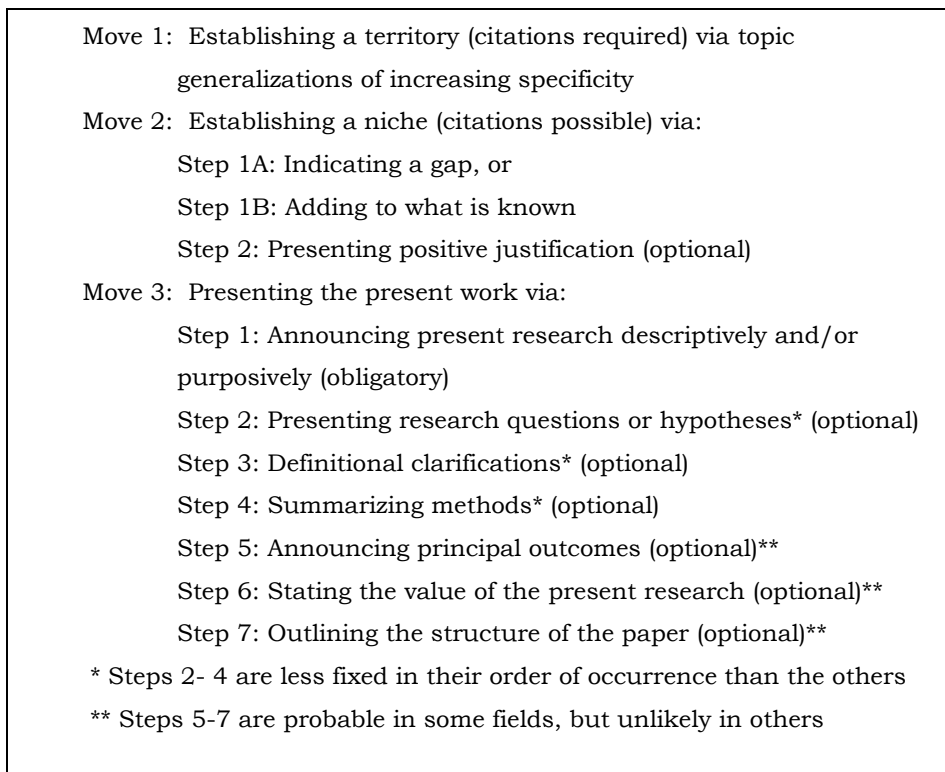 Move 1: Establishing a territory (citations required) via topic
generalizations of increasing specificity
Move 2: Establishing a niche (citations possible) via:
Step 1A: Indicating a gap, or
Step 1B: Adding to what is known
Step 2: Presenting positive justification (optional)
Move 3: Presenting the present work via:
Step 1: Announcing present research descriptively and/or
purposively (obligatory)
Step 2: Presenting research questions or hypotheses* (optional)
Step 3: Definitional clarifications* (optional)
Step 4: Summarizing methods* (optional)
Step 5: Announcing principal outcomes (optional)**
Step 6: Stating the value of the present research (optional)**
Step 7: Outlining the structure of the paper (optional)**
* Steps 2- 4 are less fixed in their order of occurrence than the others
** Steps 5-7 are probable in some fields, but unlikely in others